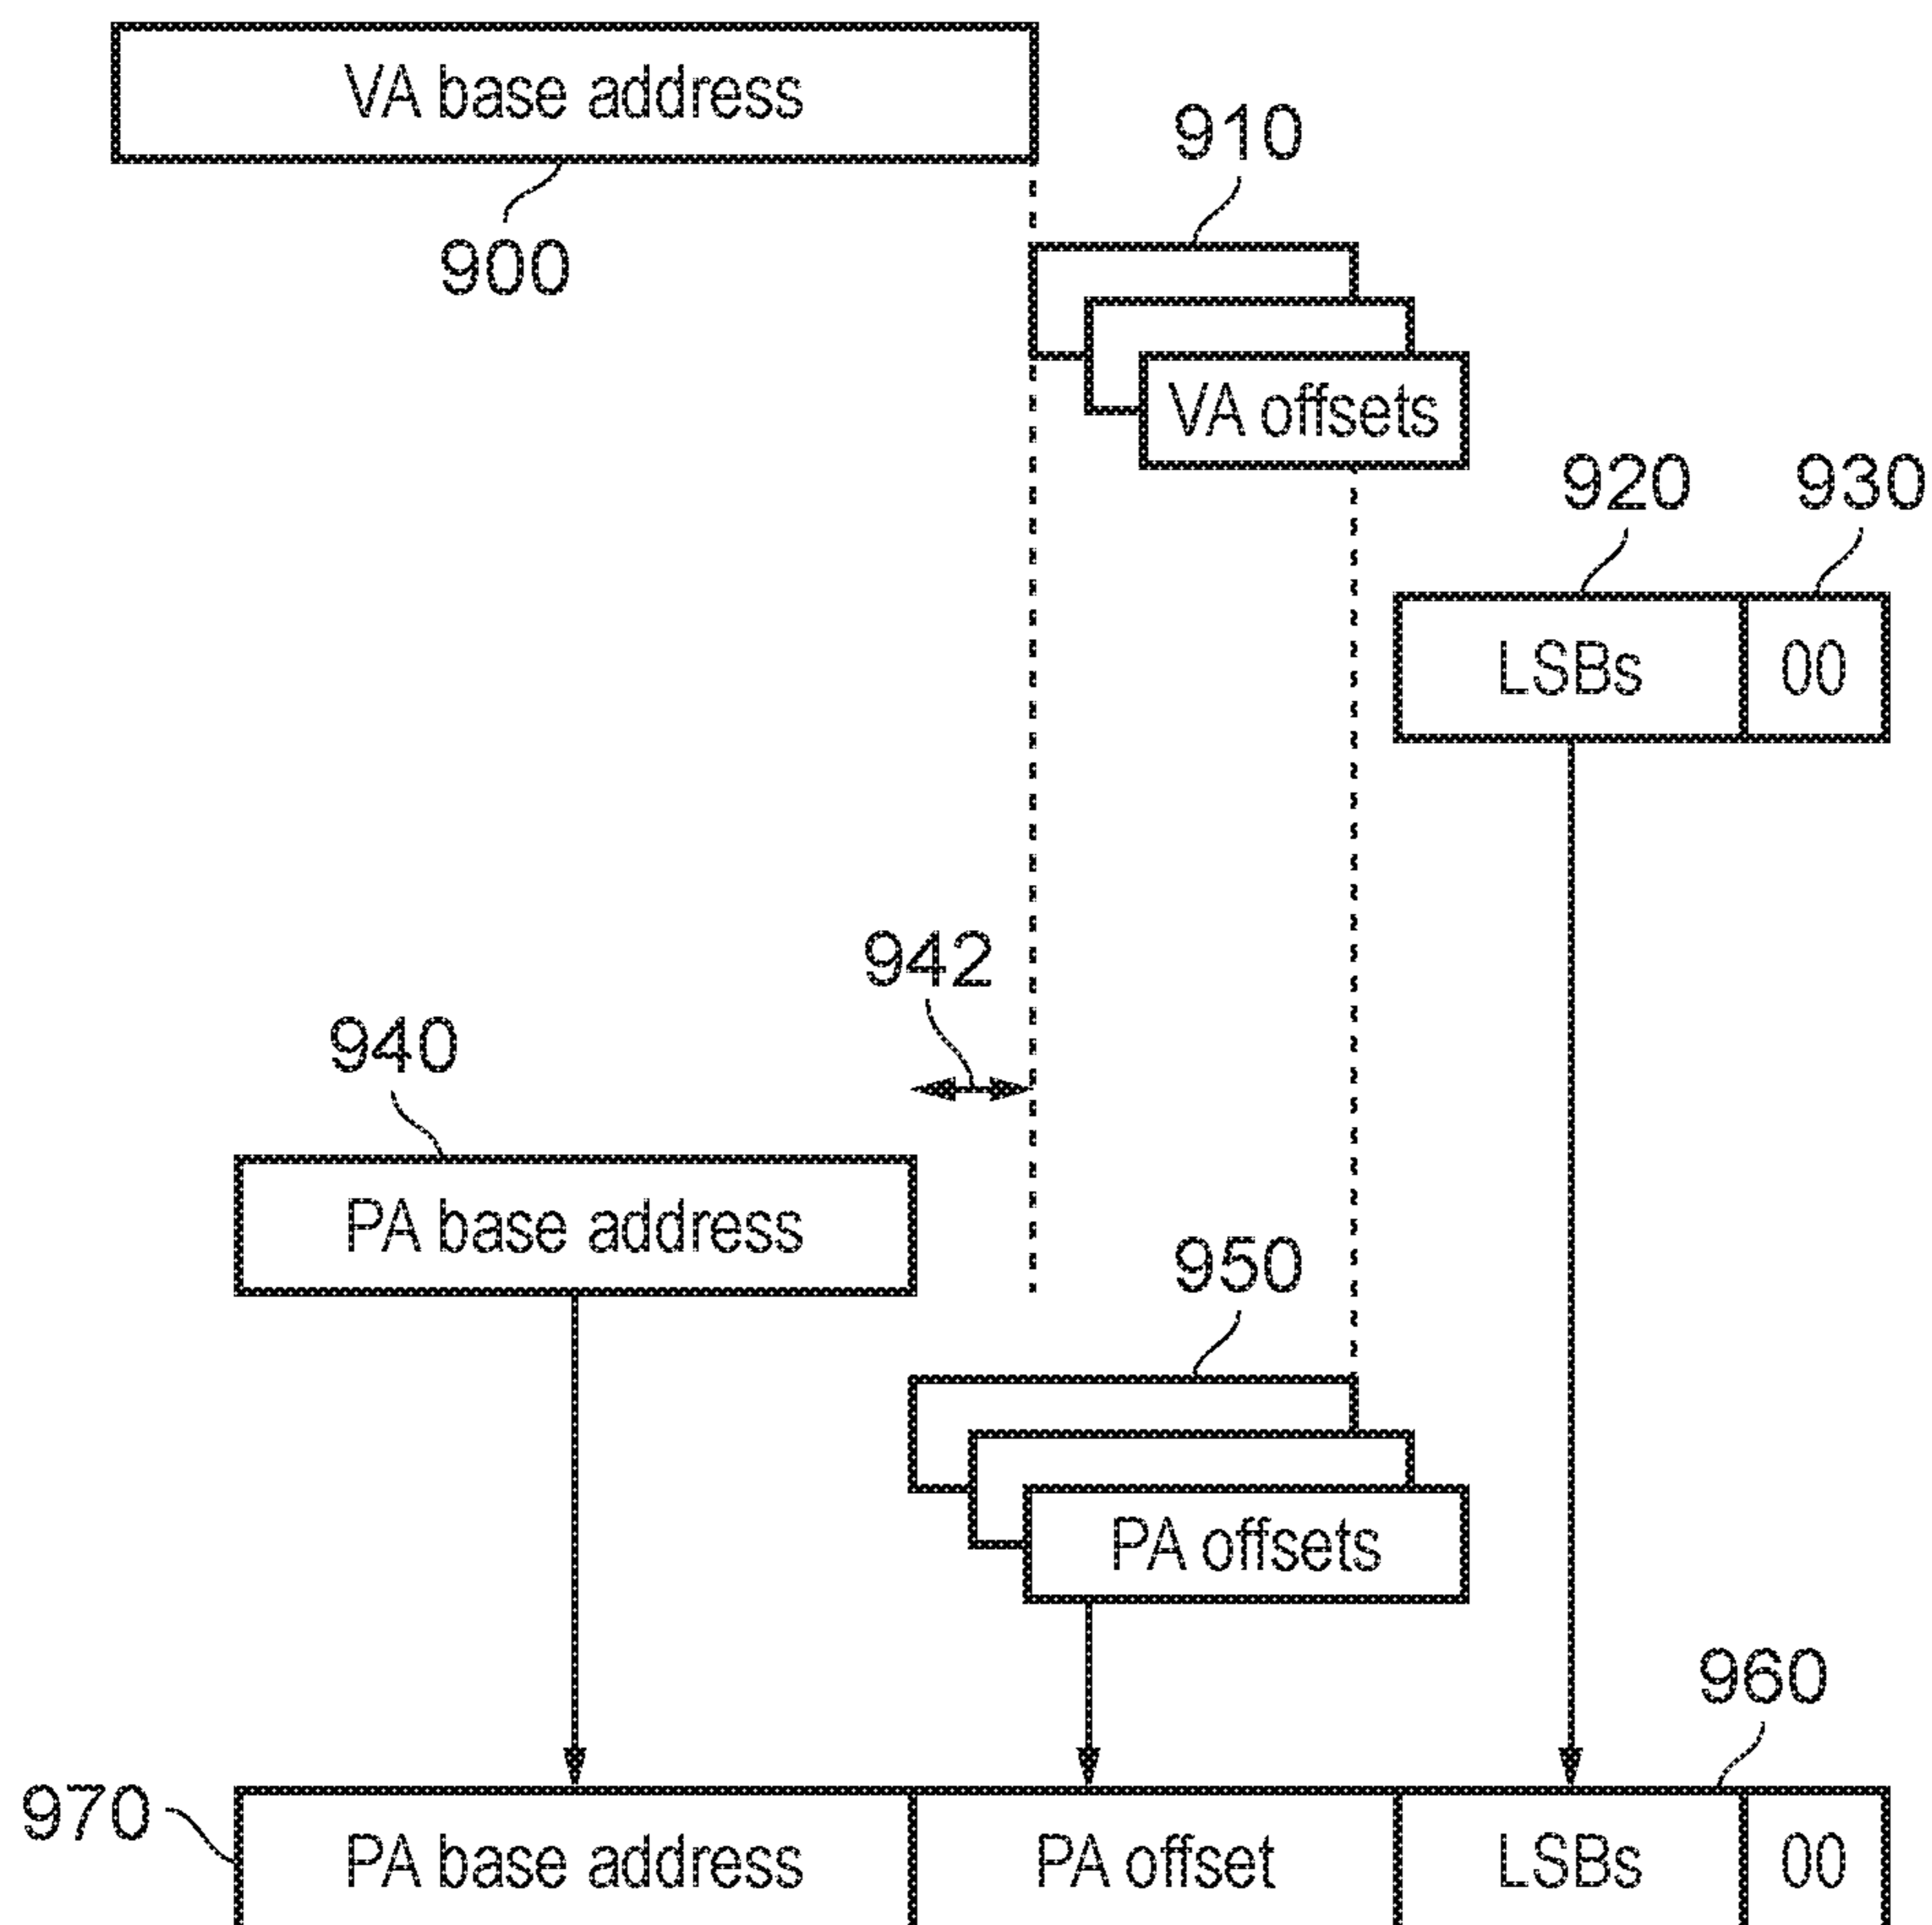 VA base address
910
900
VA offsets
920 930
LSBs 00
942
940
PA base address
950
PA offsets
960
970 PA base address PA offset LSBs 00